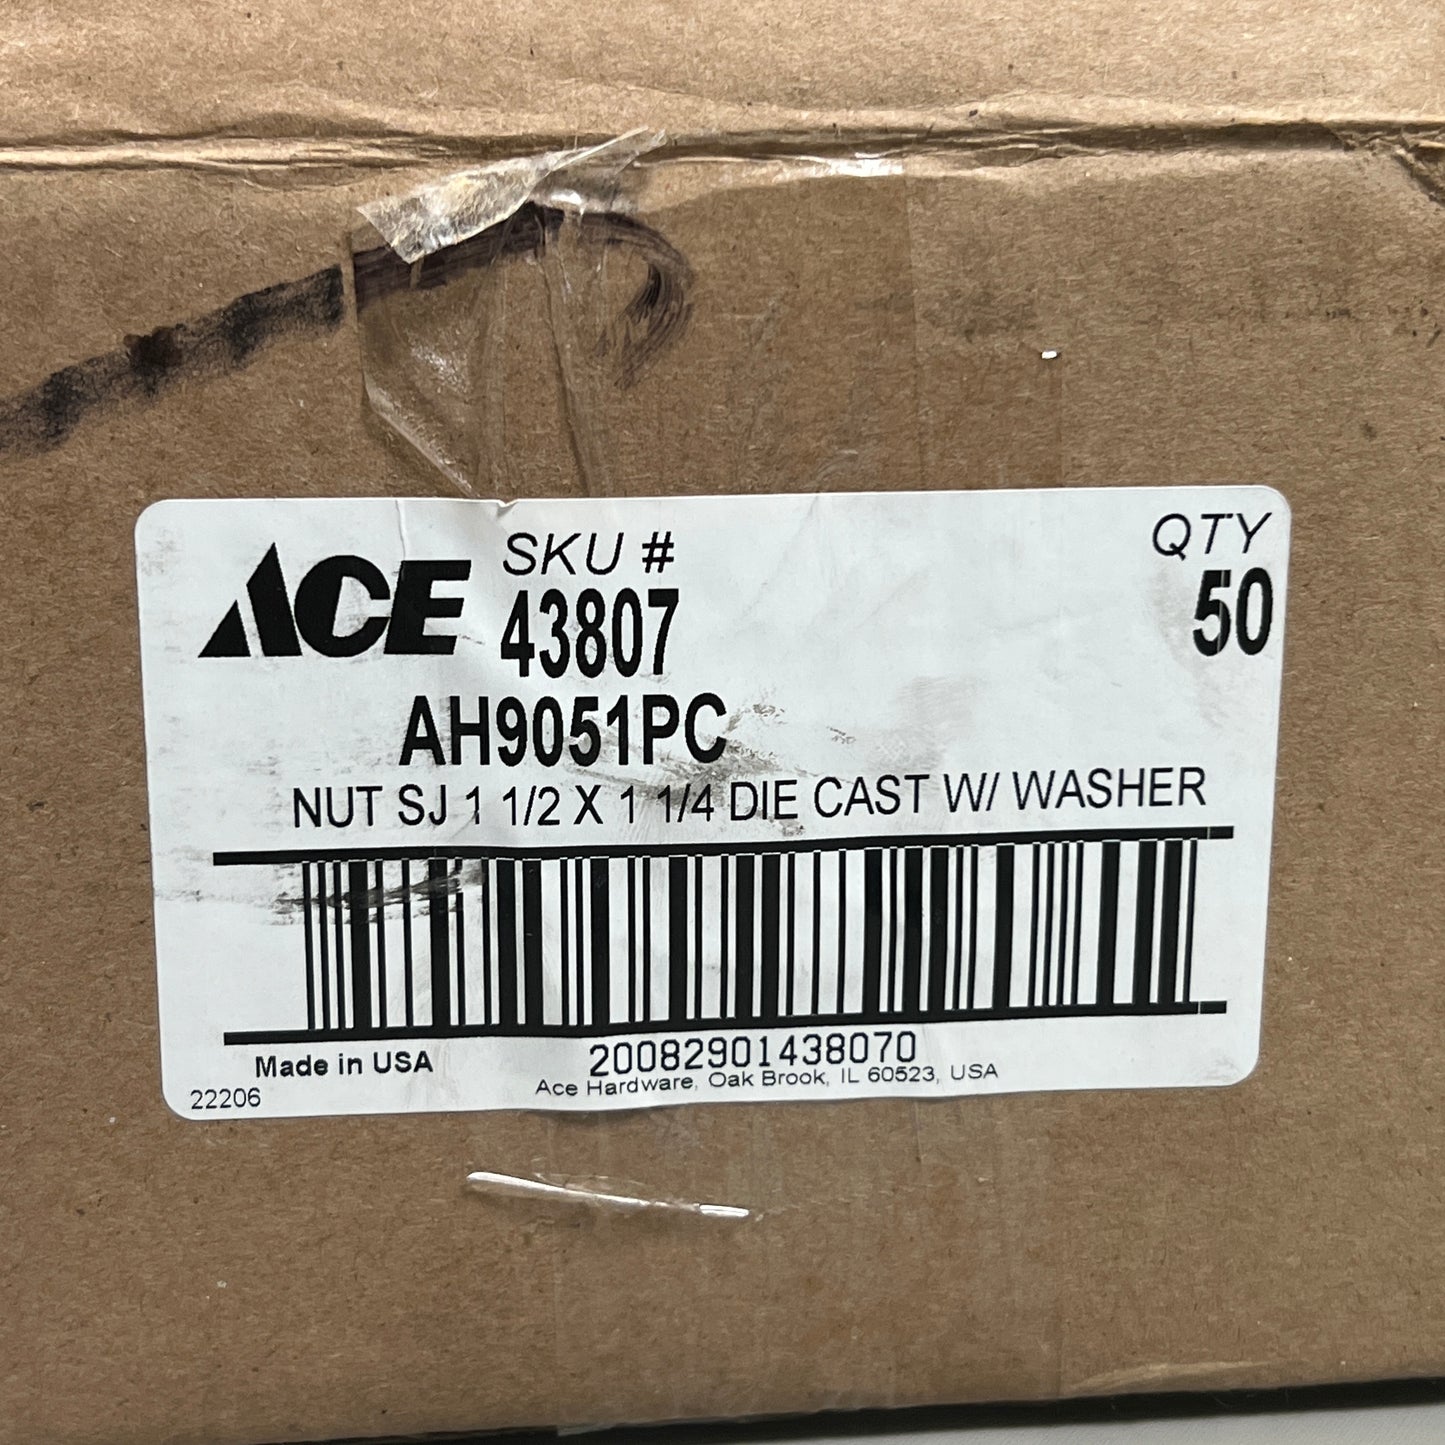 ACE
SKU #
43807
QTY
50
AH9051PC
NUT SJ 1 1/2 X 1 1/4 DIE CAST W/ WASHER
20082901438070
Made in USA
Ace Hardware, Oak Brook, IL 60523, USA
22206